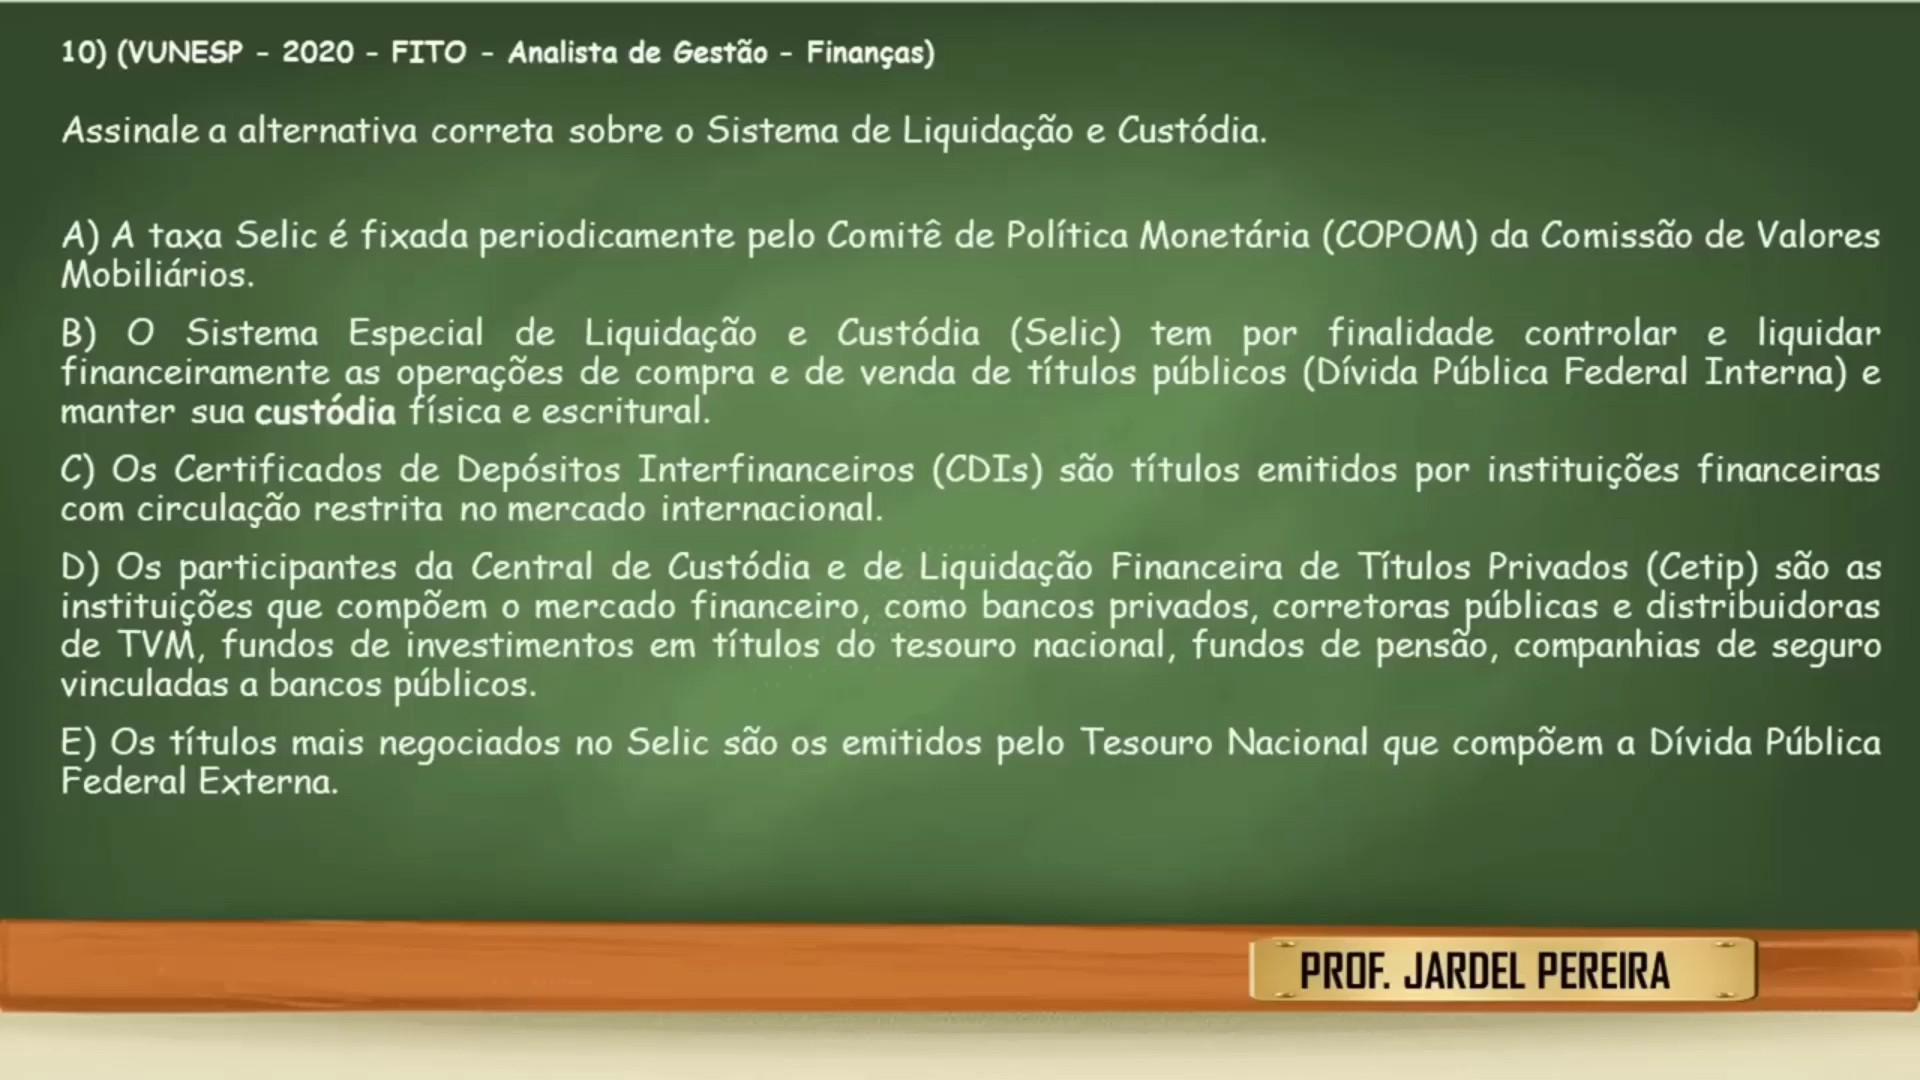 10) (VUNESP - 2020 - FITO - Analista de Gestão - Finanças)
Assinale a alternativa correta sobre o Sistema de Liquidação e Custódia.
A) A taxa Selic é fixada periodicamente pelo Comitê de Política Monetária (COPOM) da Comissão de Valores
Mobiliários.
B) O Sistema Especial de Liquidação e Custódia (Selic) tem por finalidade controlar e liquidar
financeiramente as operações de compra e de venda de títulos públicos (Dívida Pública Federal Interna) e
manter sua custódia física e escritural.
C) Os Certificados de Depósitos Interfinanceiros (CDIs) são títulos emitidos por instituições financeiras
com circulação restrita no mercado internacional.
D) Os participantes da Central de Custódia e de Liquidação Financeira de Títulos Privados (Cetip) são as
instituições que compõem o mercado financeiro, como bancos privados, corretoras públicas e distribuidoras
de TVM, fundos de investimentos em títulos do tesouro nacional, fundos de pensão, companhias de seguro
vinculadas a bancos públicos.
E) Os títulos mais negociados no Selic são os emitidos pelo Tesouro Nacional que compõem a Dívida Pública
Federal Externa.
PROF. JARDEL PEREIRA